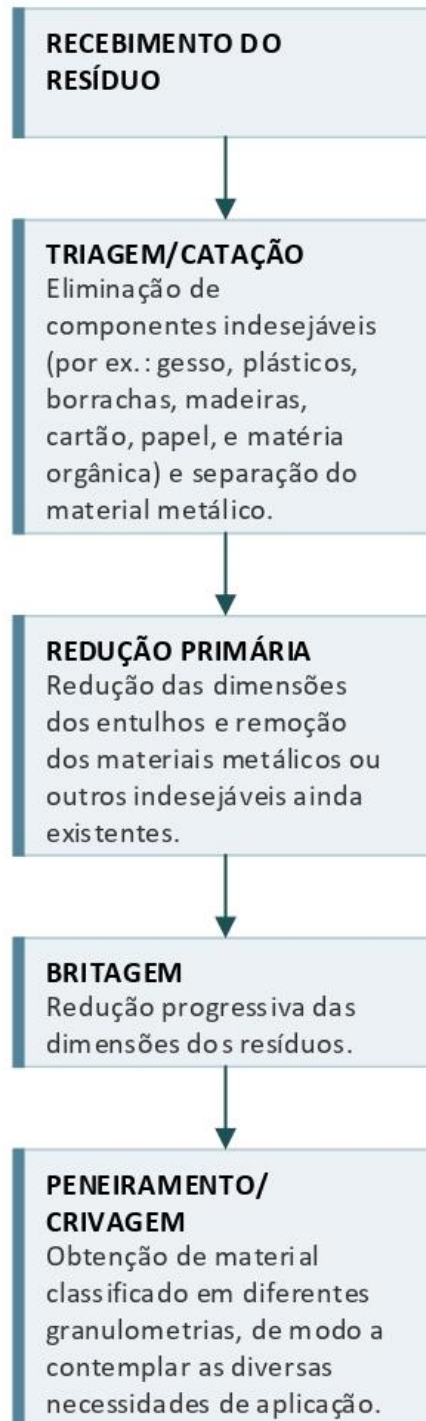 RECEBIMENTO DO
RESÍDUO
TRIAGEM/CATAÇÃO
Eliminação de
componentes indesejáveis
(por ex.: gesso, plásticos,
borrachas, madeiras,
cartão, papel, e matéria
orgânica) e separação do
material metálico.
REDUÇÃO PRIMÁRIA
Redução das dimensões
dos entulhos e remoção
dos materiais metálicos ou
outros indesejáveis ainda
existentes.
BRITAGEM
Redução progressiva das
dimensões dos resíduos.
PENEIRAMENTO/
CRIVAGEM
Obtenção de material
classificado em diferentes
granulometrias, de modo a
contemplar as diversas
necessidades de aplicação.